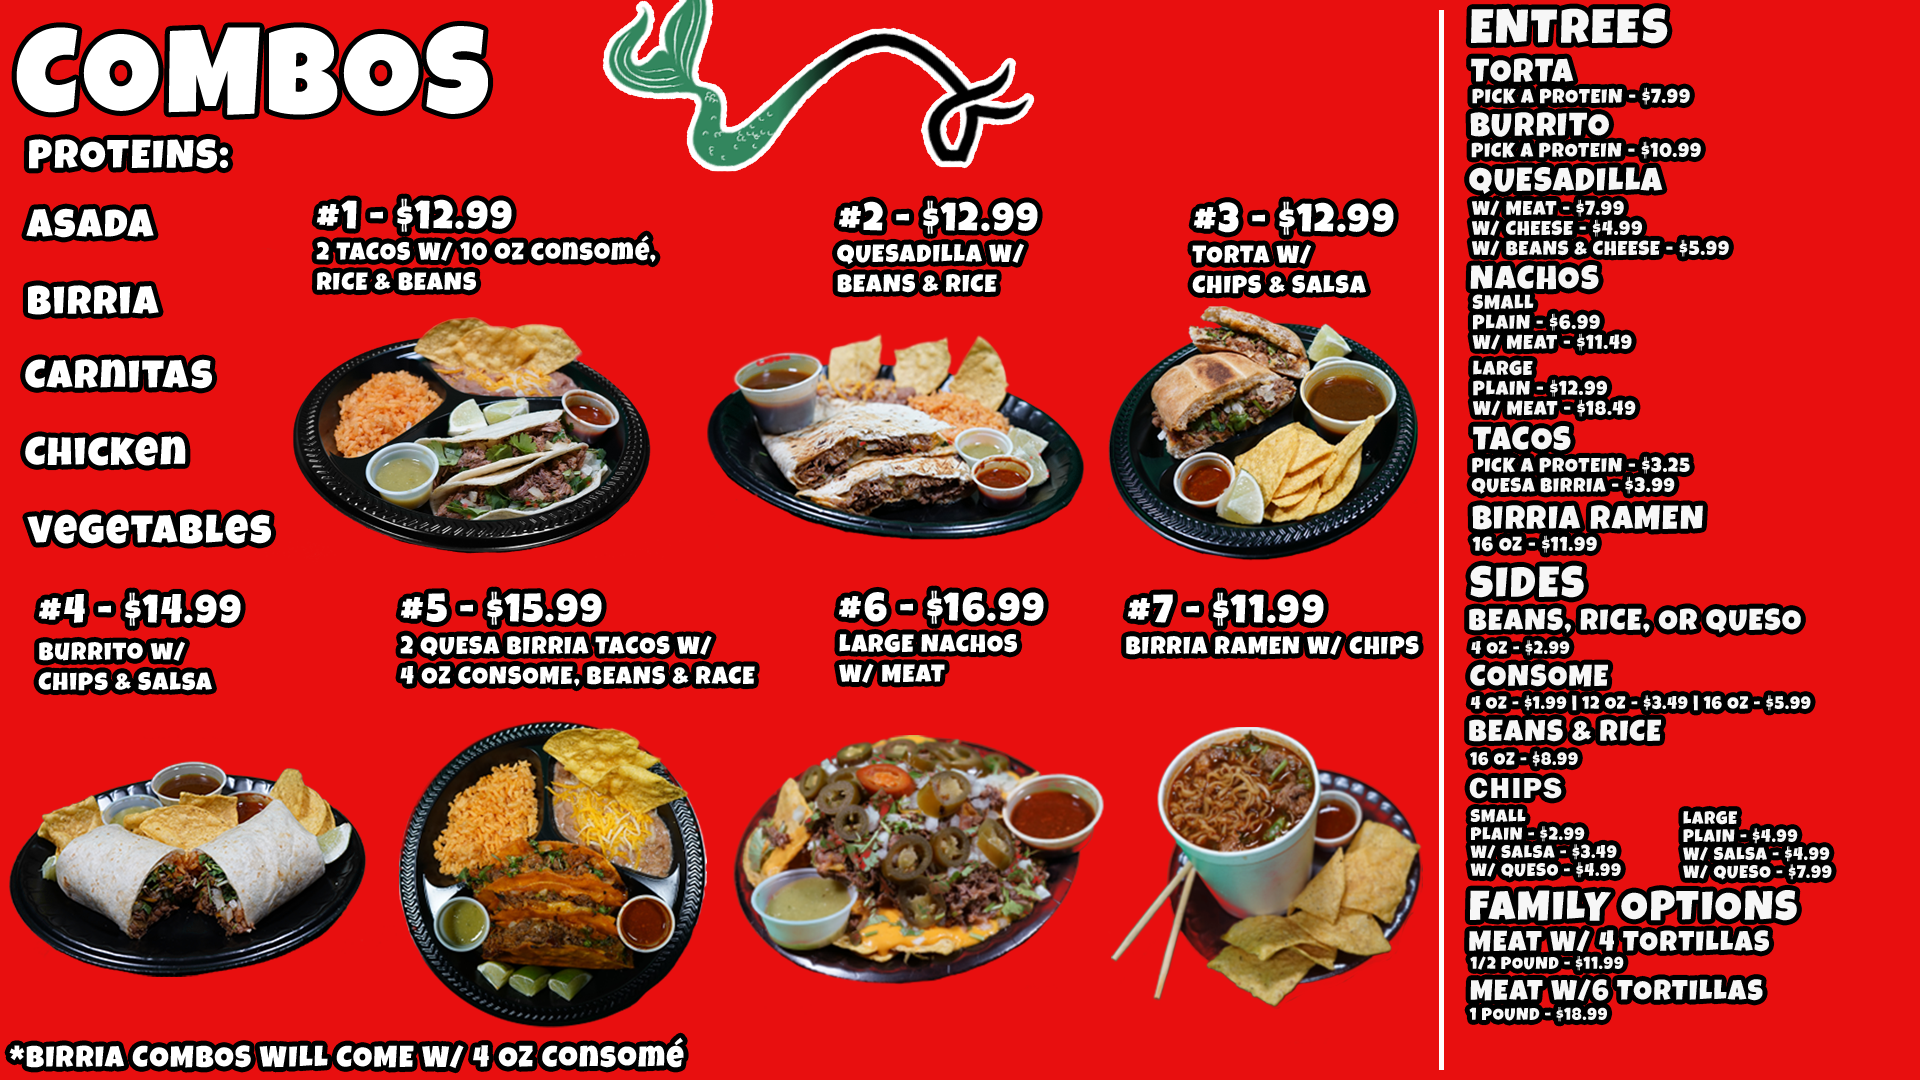 COMBOS
PROTEINS:
ASADA
BIRRIA
CARNITAS
CHICKEN
VEGETABLES
#1 - $12.99
2 TACOS W/ 10 OZ CONSOMÉ,
RICE & BEANS
#2 - $12.99
QUESADILLA W/
BEANS & RICE
#3 - $12.99
TORTA W/
CHIPS & SALSA
#4 - $14.99
BURRITO W/
CHIPS & SALSA
#5 - $15.99
2 QUESA BIRRIA TACOS W/
4 OZ CONSOME, BEANS & RACE
#6 - $16.99
LARGE NACHOS
W/ MEAT
#7 - $11.99
BIRRIA RAMEN W/ CHIPS
*BIRRIA COMBOS WILL COME W/ 4 OZ CONSOMÉ
ENTREES
TORTA
PICK A PROTEIN - $7.99
BURRITO
PICK A PROTEIN - $10.99
QUESADILLA
W/ MEAT - $7.99
W/ CHEESE - $4.99
W/ BEANS & CHEESE - $5.99
NACHOS
SMALL
PLAIN - $6.99
W/ MEAT - $11.49
LARGE
PLAIN - $12.99
W/ MEAT - $18.49
TACOS
PICK A PROTEIN - $3.25
QUESA BIRRIA - $3.99
BIRRIA RAMEN
16 OZ - $11.99
SIDES
BEANS, RICE, OR QUESO
4 OZ - $2.99
CONSOME
4 OZ - $1.99 | 12 OZ - $3.49 | 16 OZ - $5.99
BEANS & RICE
16 OZ - $8.99
CHIPS
SMALL
PLAIN - $2.99
W/ SALSA - $3.49
W/ QUESO - $4.99
LARGE
PLAIN - $4.99
W/ SALSA - $4.99
W/ QUESO - $7.99
FAMILY OPTIONS
MEAT W/ 4 TORTILLAS
1/2 POUND - $11.99
MEAT W/6 TORTILLAS
1 POUND - $18.99